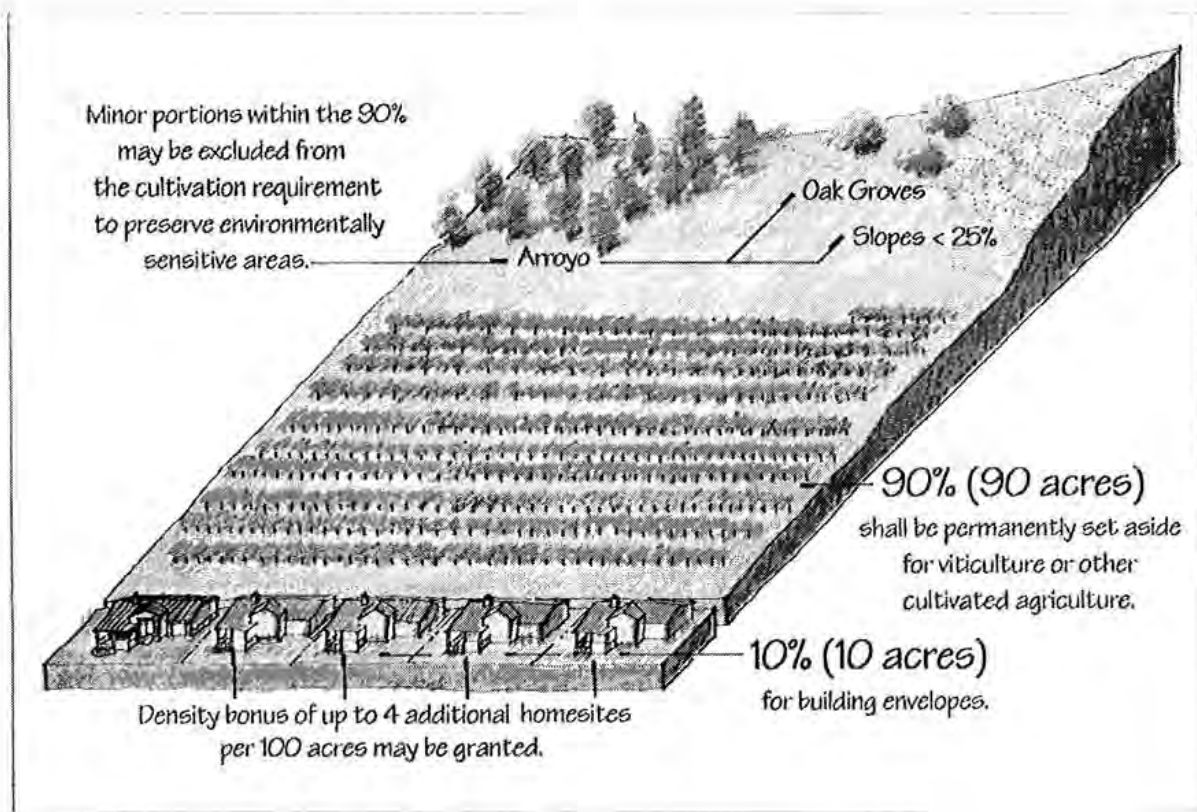 Minor portions within the 90%
may be excluded from
the cultivation requirement
to preserve environmentally
sensitive areas.
Arroyo
Oak Groves
Slopes < 25%
90% (90 acres)
shall be permanently set aside
for viticulture or other
cultivated agriculture.
10% (10 acres)
for building envelopes.
Density bonus of up to 4 additional homesites
per 100 acres may be granted.